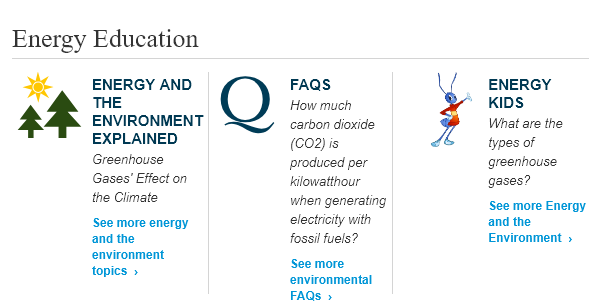 Energy Education
ENERGY AND
THE
ENVIRONMENT
EXPLAINED
Greenhouse
Gases' Effect on
the Climate
See more energy
and the
environment
topics ›
Q
FAQS
How much
carbon dioxide
(CO2) is
produced per
kilowatthour
when generating
electricity with
fossil fuels?
See more
environmental
FAQs ›
ENERGY
KIDS
What are the
types of
greenhouse
gases?
See more Energy
and the
Environment ›